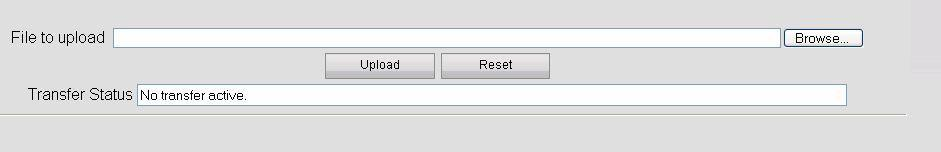 File to upload Browse...
Upload Reset
Transfer Status No transfer active.